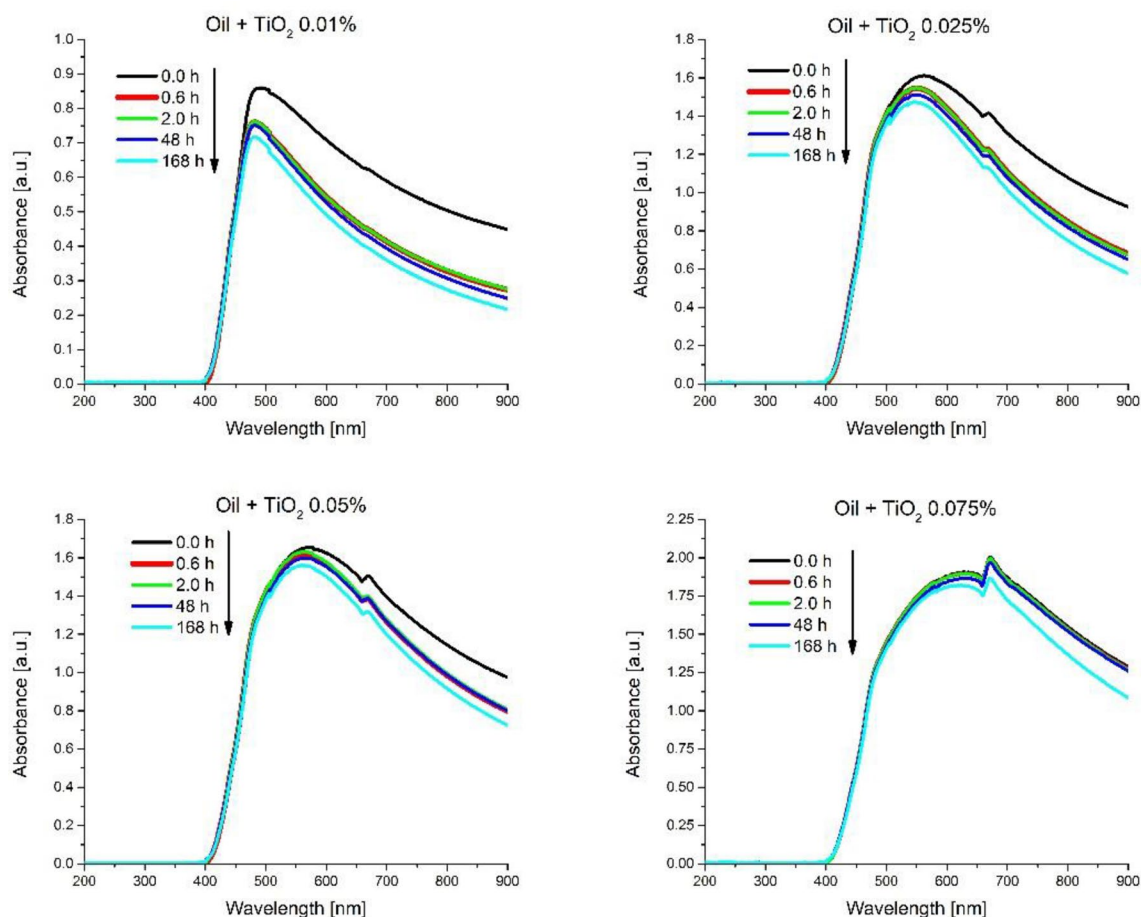 Oil + TiO2 0.01%
1.0
0.9
0.8
0.7
0.6
0.5
0.4
0.3
0.2
0.1
0.0
Absorbance [a.u.]
0.0 h
0.6 h
2.0 h
48 h
168 h
200 300 400 500 600 700 800 900
Wavelength [nm]
Oil + TiO2 0.025%
1.8
1.6
1.4
1.2
1.0
0.8
0.6
0.4
0.2
0.0
Absorbance [a.u.]
0.0 h
0.6 h
2.0 h
48 h
168 h
200 300 400 500 600 700 800 900
Wavelength [nm]
Oil + TiO2 0.05%
1.8
1.6
1.4
1.2
1.0
0.8
0.6
0.4
0.2
0.0
Absorbance [a.u.]
0.0 h
0.6 h
2.0 h
48 h
168 h
200 300 400 500 600 700 800 900
Wavelength [nm]
Oil + TiO2 0.075%
2.25
2.00
1.75
1.50
1.25
1.00
0.75
0.50
0.25
0.00
Absorbance [a.u.]
0.0 h
0.6 h
2.0 h
48 h
168 h
200 300 400 500 600 700 800 900
Wavelength [nm]